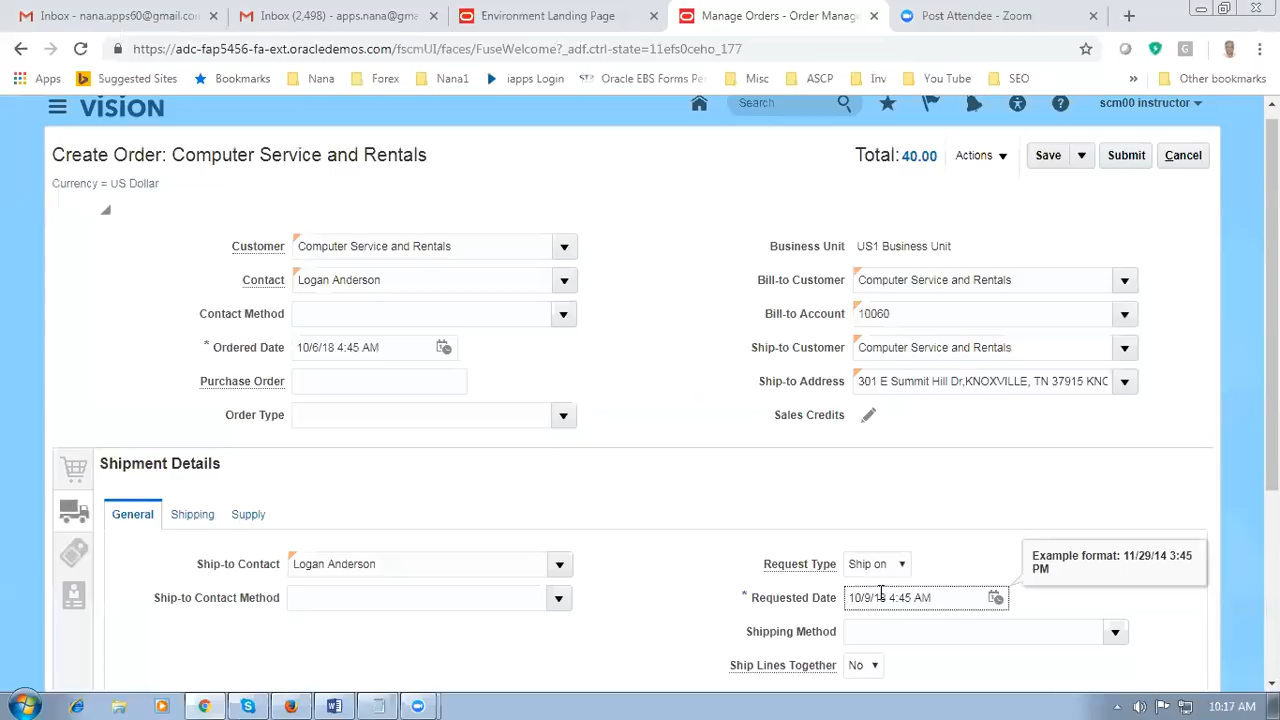 Inbox - nana.apps60@gmail.com
Inbox (2,498) - apps.nana@g
Environment Landing Page
Manage Orders - Order Manag
Post Attendee - Zoom
https://adc-fap5456-fa-ext.oracledemos.com/fscmUI/faces/FuseWelcome?_adf.ctrl-state=11efs0ceho_177
Apps Suggested Sites Bookmarks Nana Forex Nana1 iapps Login Oracle EBS Forms Pe Misc ASCP Inv You Tube SEO » Other bookmarks
VISION Search scm00 instructor
Create Order: Computer Service and Rentals
Total: 40.00 Actions Save Submit Cancel
Currency = US Dollar
Customer Computer Service and Rentals
Business Unit US1 Business Unit
Contact Logan Anderson
Bill-to Customer Computer Service and Rentals
Contact Method
Bill-to Account 10060
* Ordered Date 10/6/18 4:45 AM
Ship-to Customer Computer Service and Rentals
Purchase Order
Ship-to Address 301 E Summit Hill Dr,KNOXVILLE, TN 37915 KNO
Order Type
Sales Credits
Shipment Details
General Shipping Supply
Example format: 11/29/14 3:45
PM
Ship-to Contact Logan Anderson
Request Type Ship on
Ship-to Contact Method
* Requested Date 10/9/18 4:45 AM
Shipping Method
Ship Lines Together No
10:17 AM